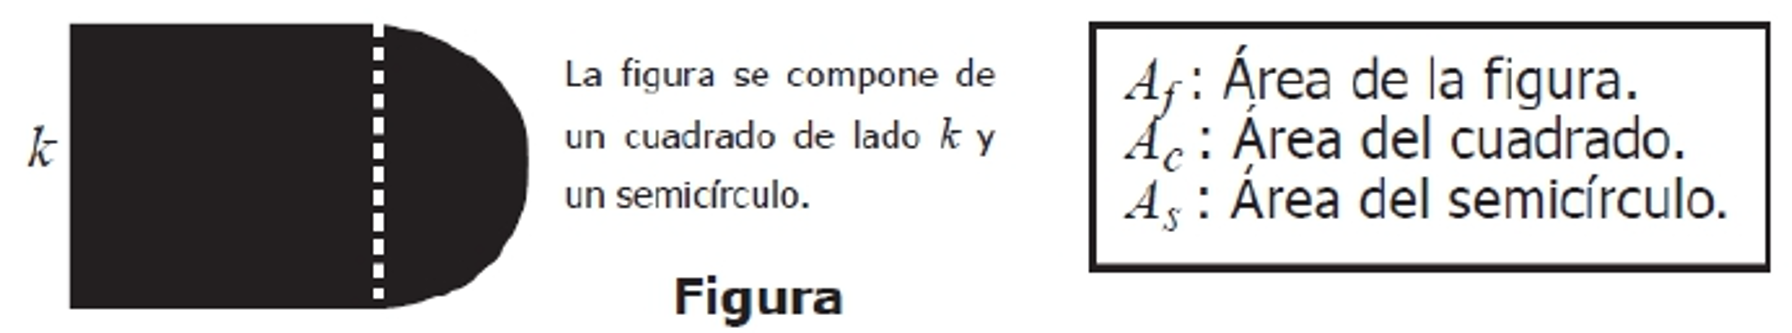 k
La figura se compone de
un cuadrado de lado k y
un semicírculo.
Figura
A_f : Área de la figura.
A_c : Área del cuadrado.
A_s : Área del semicírculo.